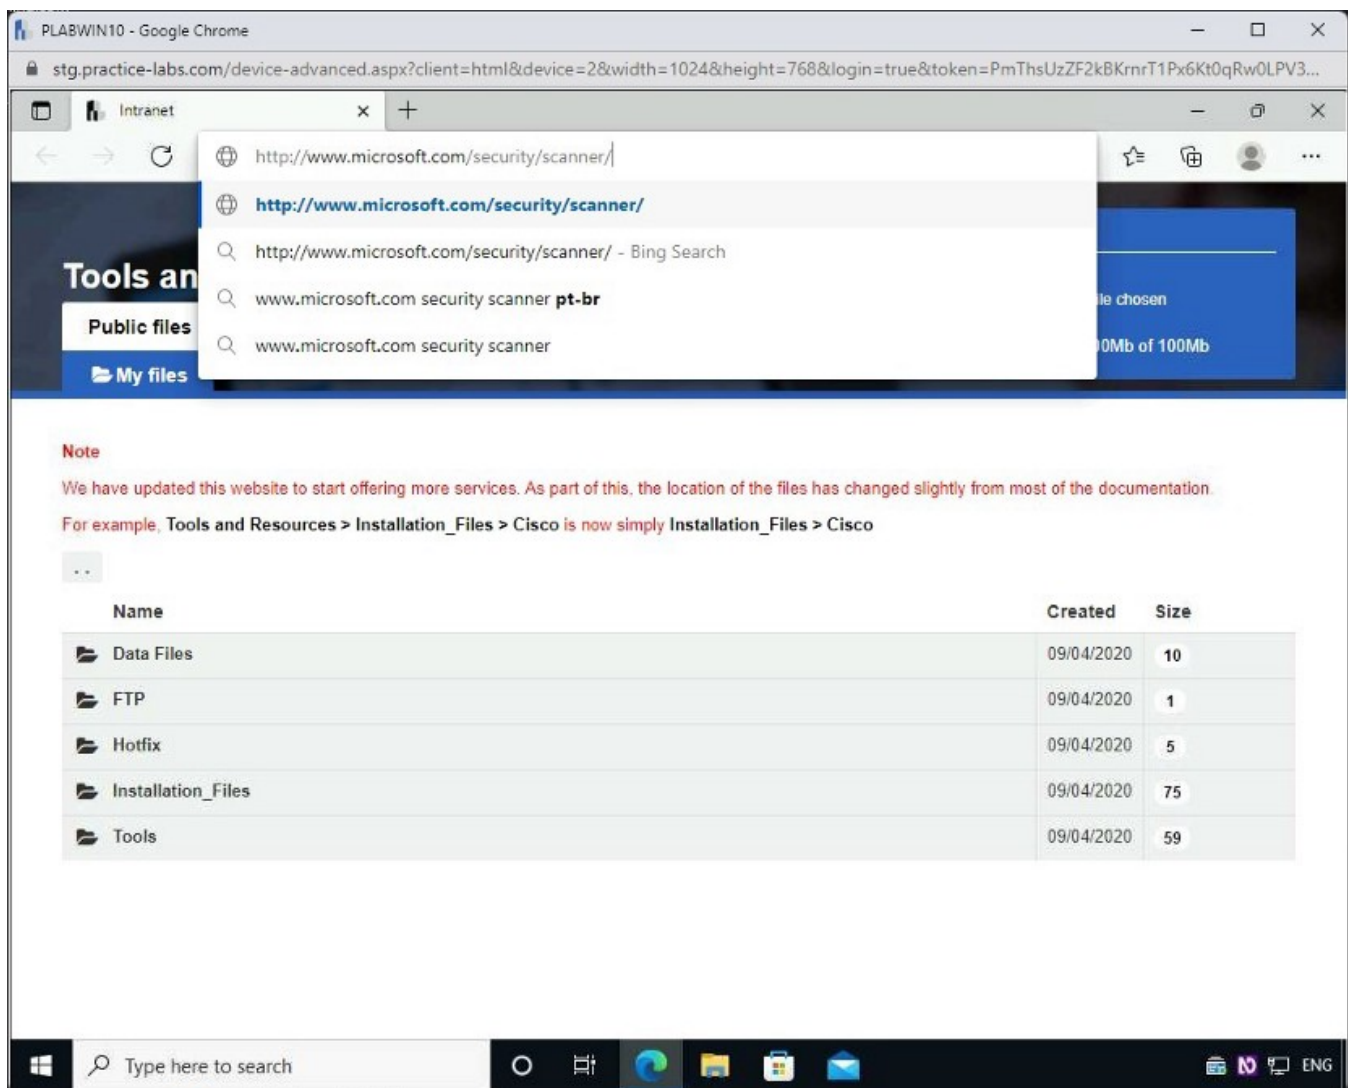 PLABWIN10 - Google Chrome
stg.practice-labs.com/device-advanced.aspx?client=html&device=2&width=1024&height=768&login=true&token=PmThsUzZF2kBKrnrT1Px6Kt0qRw0LPV3...
Intranet
http://www.microsoft.com/security/scanner/
http://www.microsoft.com/security/scanner/
http://www.microsoft.com/security/scanner/ - Bing Search
www.microsoft.com security scanner pt-br
www.microsoft.com security scanner
Tools an
Public files
My files
ile chosen
0Mb of 100Mb
Note
We have updated this website to start offering more services. As part of this, the location of the files has changed slightly from most of the documentation.
For example, Tools and Resources > Installation_Files > Cisco is now simply Installation_Files > Cisco
..
Name Created Size
Data Files 09/04/2020 10
FTP 09/04/2020 1
Hotfix 09/04/2020 5
Installation_Files 09/04/2020 75
Tools 09/04/2020 59
Type here to search
ENG